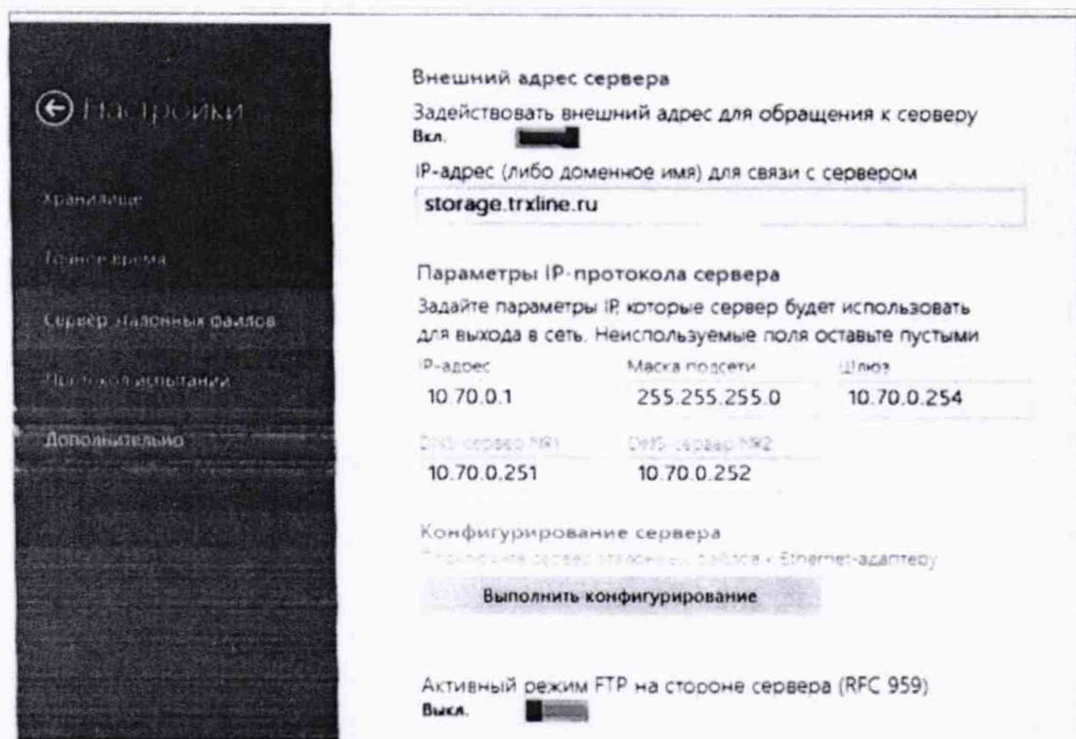 Настройки
Хранилище
Точное время
Сервер эталонных файлов
Протокол испытаний
Дополнительно
Внешний адрес сервера
Задействовать внешний адрес для обращения к серверу
Вкл.
IP-адрес (либо доменное имя) для связи с сервером
storage.trxline.ru
Параметры IP-протокола сервера
Задайте параметры IP, которые сервер будет использовать
для выхода в сеть. Неиспользуемые поля оставьте пустыми
IP-адрес Маска подсети Шлюз
10.70.0.1 255.255.255.0 10.70.0.254
DNS-сервер №1 DNS-сервер №2
10.70.0.251 10.70.0.252
Конфигурирование сервера
сервер эталонных файлов к Ethernet-адаптеру
Выполнить конфигурирование
Активный режим FTP на стороне сервера (RFC 959)
Выкл.